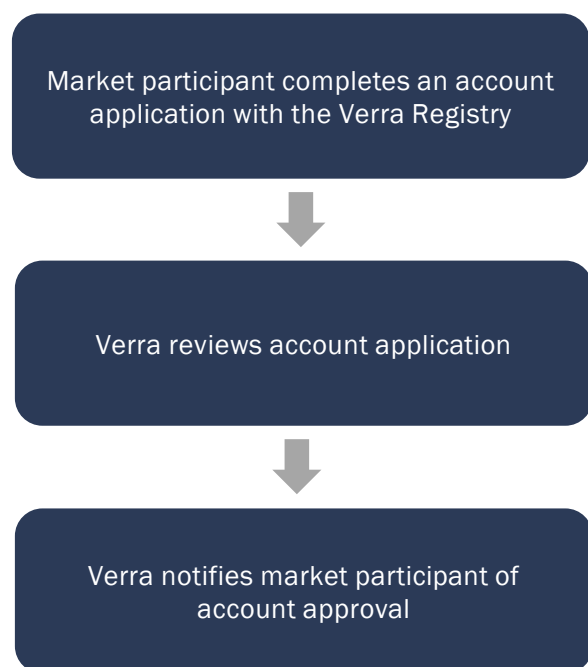 Market participant completes an account
application with the Verra Registry
Verra reviews account application
Verra notifies market participant of
account approval